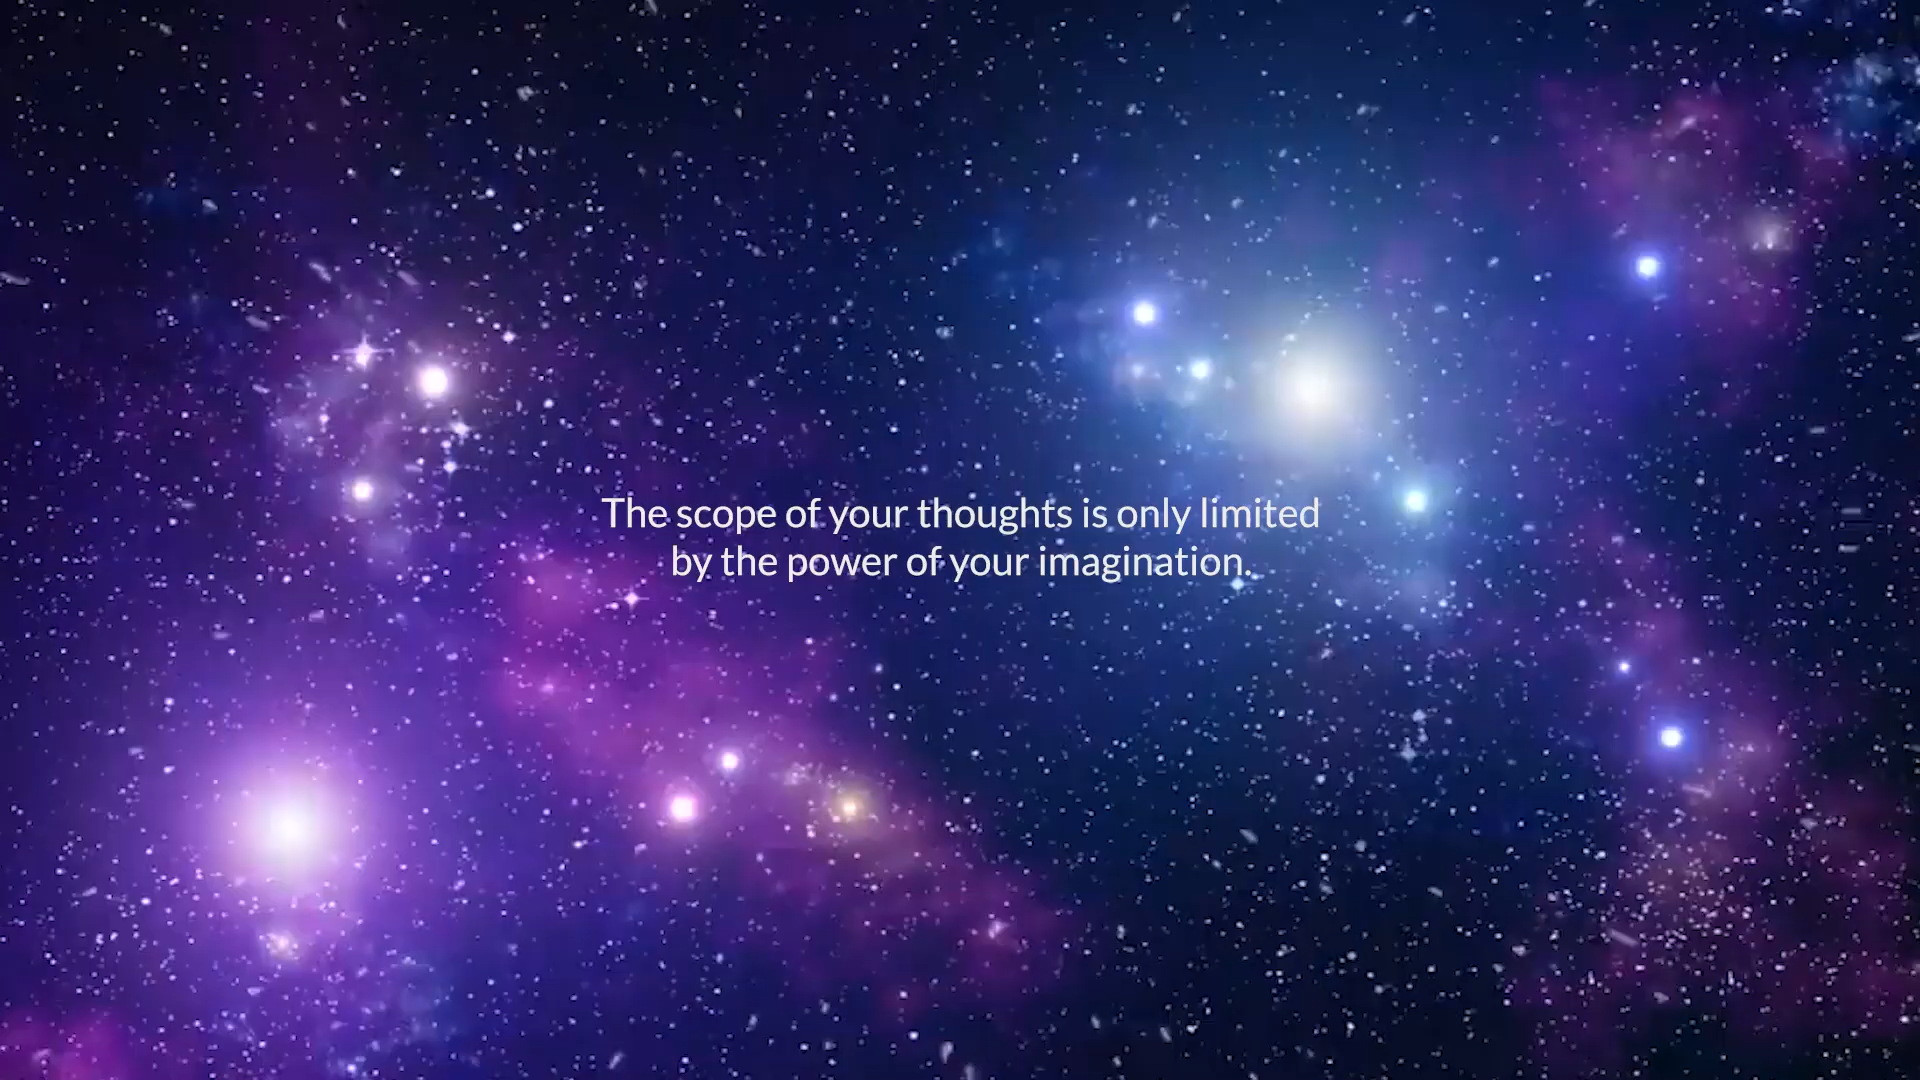 The scope of your thoughts is only limited
by the power of your imagination.